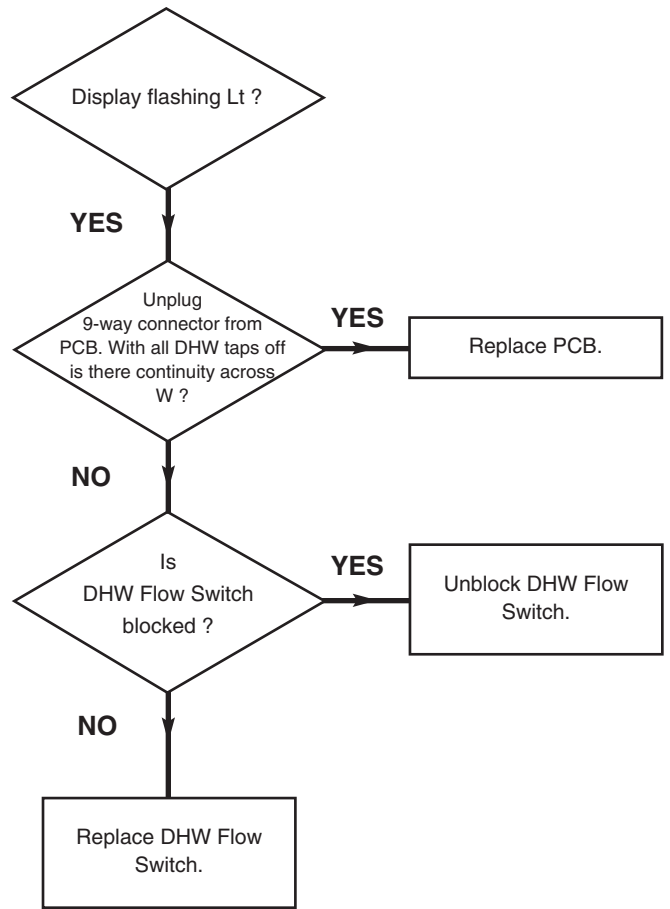 Display flashing Lt ?
YES
Unplug
9-way connector from
PCB. With all DHW taps off
is there continuity across
W ?
YES
Replace PCB.
NO
Is
DHW Flow Switch
blocked ?
YES
Unblock DHW Flow
Switch.
NO
Replace DHW Flow
Switch.